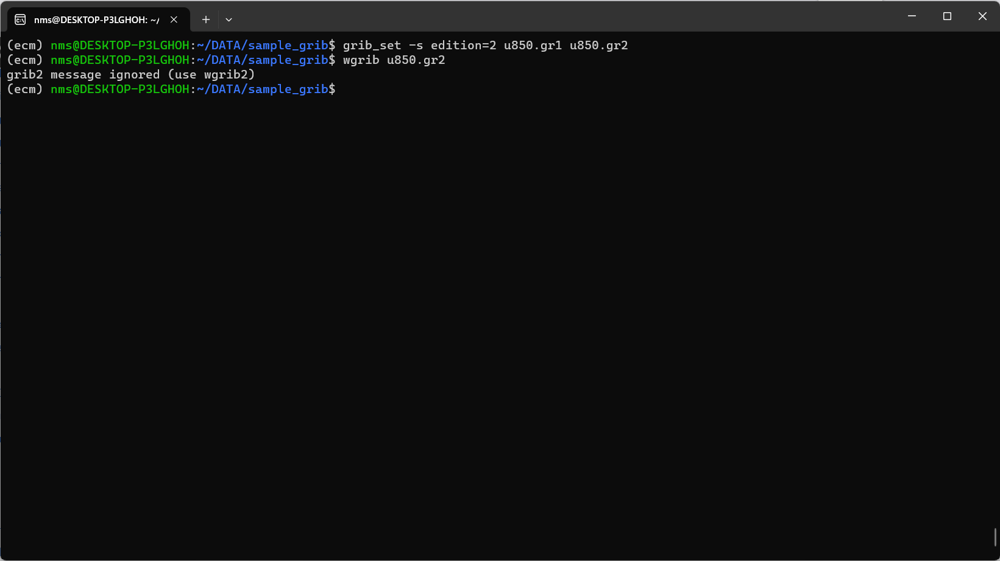 nms@DESKTOP-P3LGHOH: ~/
(ecm) nms@DESKTOP-P3LGHOH:~/DATA/sample_grib$ grib_set -s edition=2 u850.gr1 u850.gr2
(ecm) nms@DESKTOP-P3LGHOH:~/DATA/sample_grib$ wgrib u850.gr2
grib2 message ignored (use wgrib2)
(ecm) nms@DESKTOP-P3LGHOH:~/DATA/sample_grib$